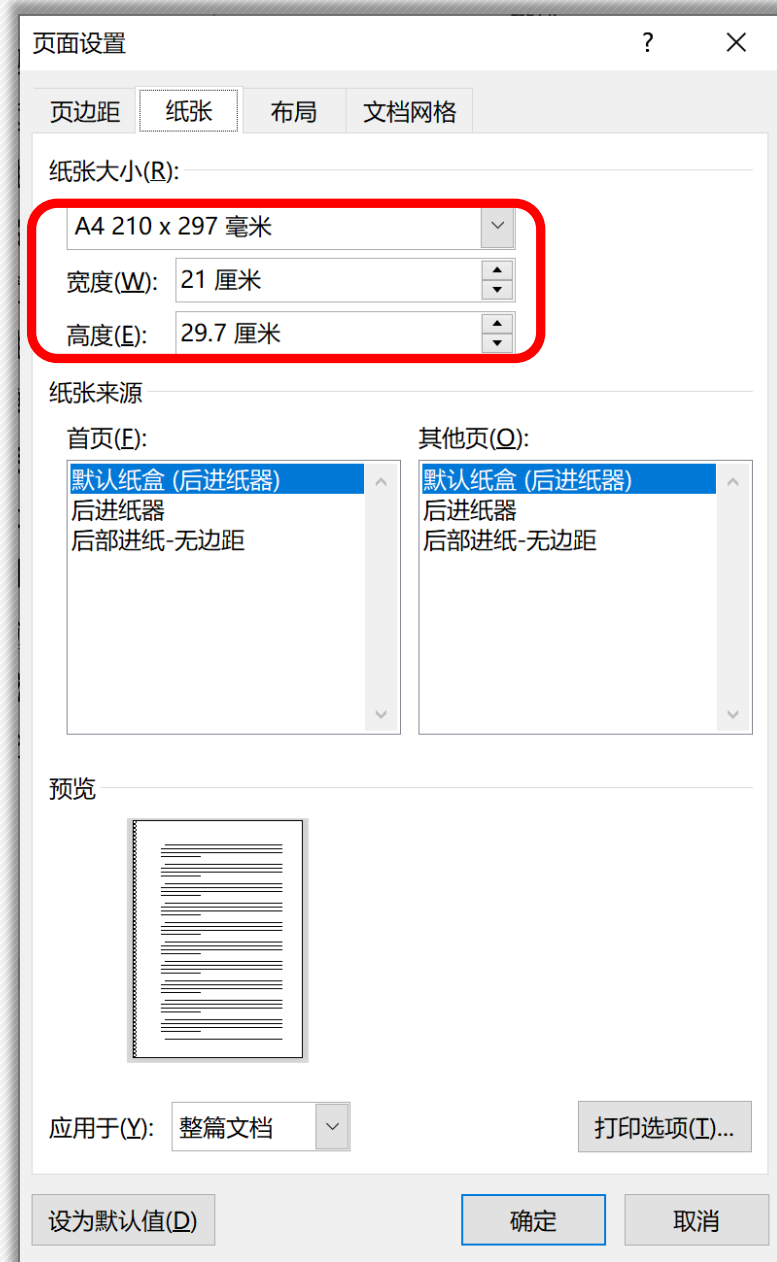 页面设置
页边距 纸张 布局 文档网格
纸张大小(R):
A4 210 x 297 毫米
宽度(W): 21 厘米
高度(E): 29.7 厘米
纸张来源
首页(F): 其他页(O):
默认纸盒 (后进纸器) 默认纸盒 (后进纸器)
后进纸器 后进纸器
后部进纸-无边距 后部进纸-无边距
预览
应用于(Y): 整篇文档 打印选项(T)...
设为默认值(D) 确定 取消